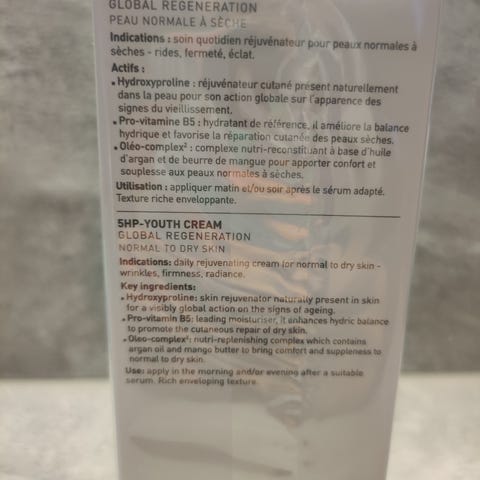 GLOBAL REGENERATION
PEAU NORMALE À SÈCHE
Indications : soin quotidien réjuvénateur pour peaux normales à
sèches - rides, fermeté, éclat.
Actifs :
• Hydroxyproline : réjuvénateur cutané présent naturellement
dans la peau pour son action globale sur l'apparence des
signes du vieillissement.
• Pro-vitamine B5 : hydratant de référence, il améliore la balance
hydrique et favorise la réparation cutanée des peaux sèches.
• Oléo-complex² : complexe nutri-reconstituant à base d'huile
d'argan et de beurre de mangue pour apporter confort et
souplesse aux peaux normales à sèches.
Utilisation : appliquer matin et/ou soir après le sérum adapté.
Texture riche enveloppante.
5HP-YOUTH CREAM
GLOBAL REGENERATION
NORMAL TO DRY SKIN
Indications: daily rejuvenating cream for normal to dry skin -
wrinkles, firmness, radiance.
Key ingredients:
• Hydroxyproline: skin rejuvenator naturally present in skin
for a visibly global action on the signs of ageing.
• Pro-vitamin B5: leading moisturiser, it enhances hydric balance
to promote the cutaneous repair of dry skin.
• Oleo-complex²: nutri-replenishing complex which contains
argan oil and mango butter to bring comfort and suppleness to
normal to dry skin.
Use: apply in the morning and/or evening after a suitable
serum. Rich enveloping texture.